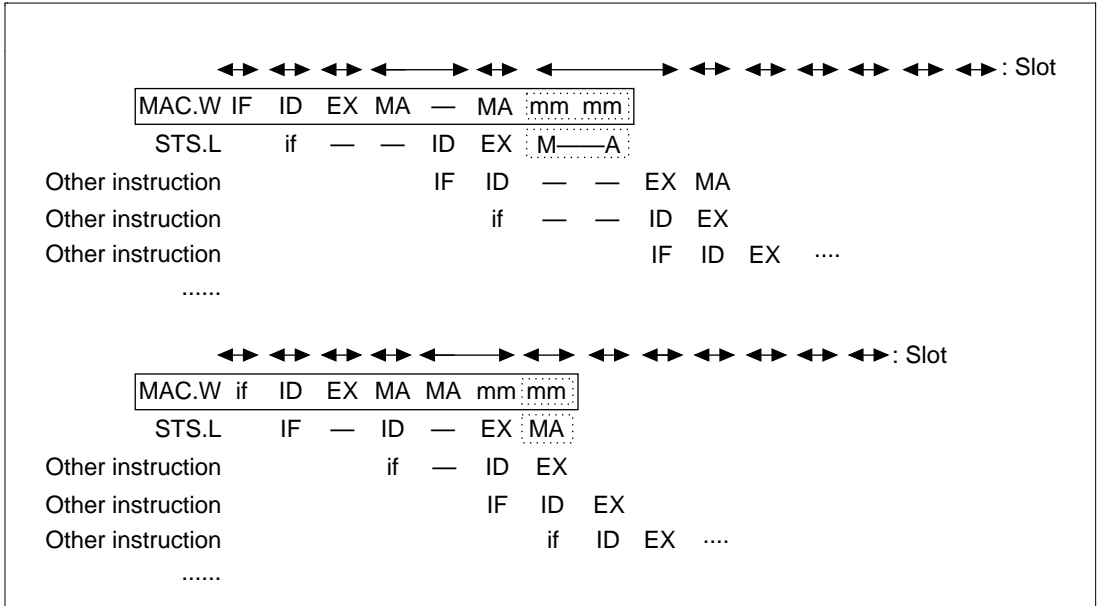 : Slot
MAC.W IF ID EX MA — MA mm mm
STS.L if — — ID EX M——A
Other instruction IF ID — — EX MA
Other instruction if — — ID EX
Other instruction IF ID EX ....
......
: Slot
MAC.W if ID EX MA MA mm mm
STS.L IF — ID — EX MA
Other instruction if — ID EX
Other instruction IF ID EX
Other instruction if ID EX ....
......